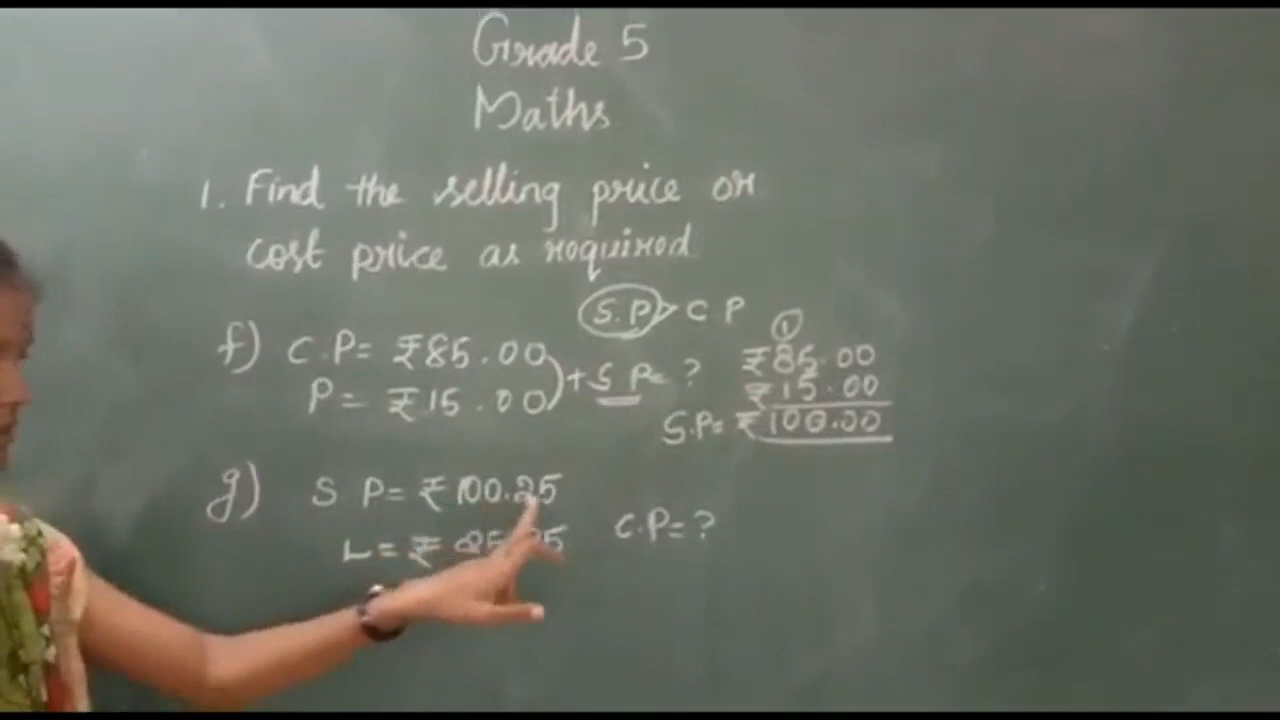 Grade 5
Maths
1. Find the selling price or
cost price as required
S.P > C P
f) C.P = ₹85.00
P = ₹15.00
+ S P = ?
1
₹85.00
₹15.00
S.P = ₹100.00
g) S P = ₹100.25
L = ₹
C.P = ?